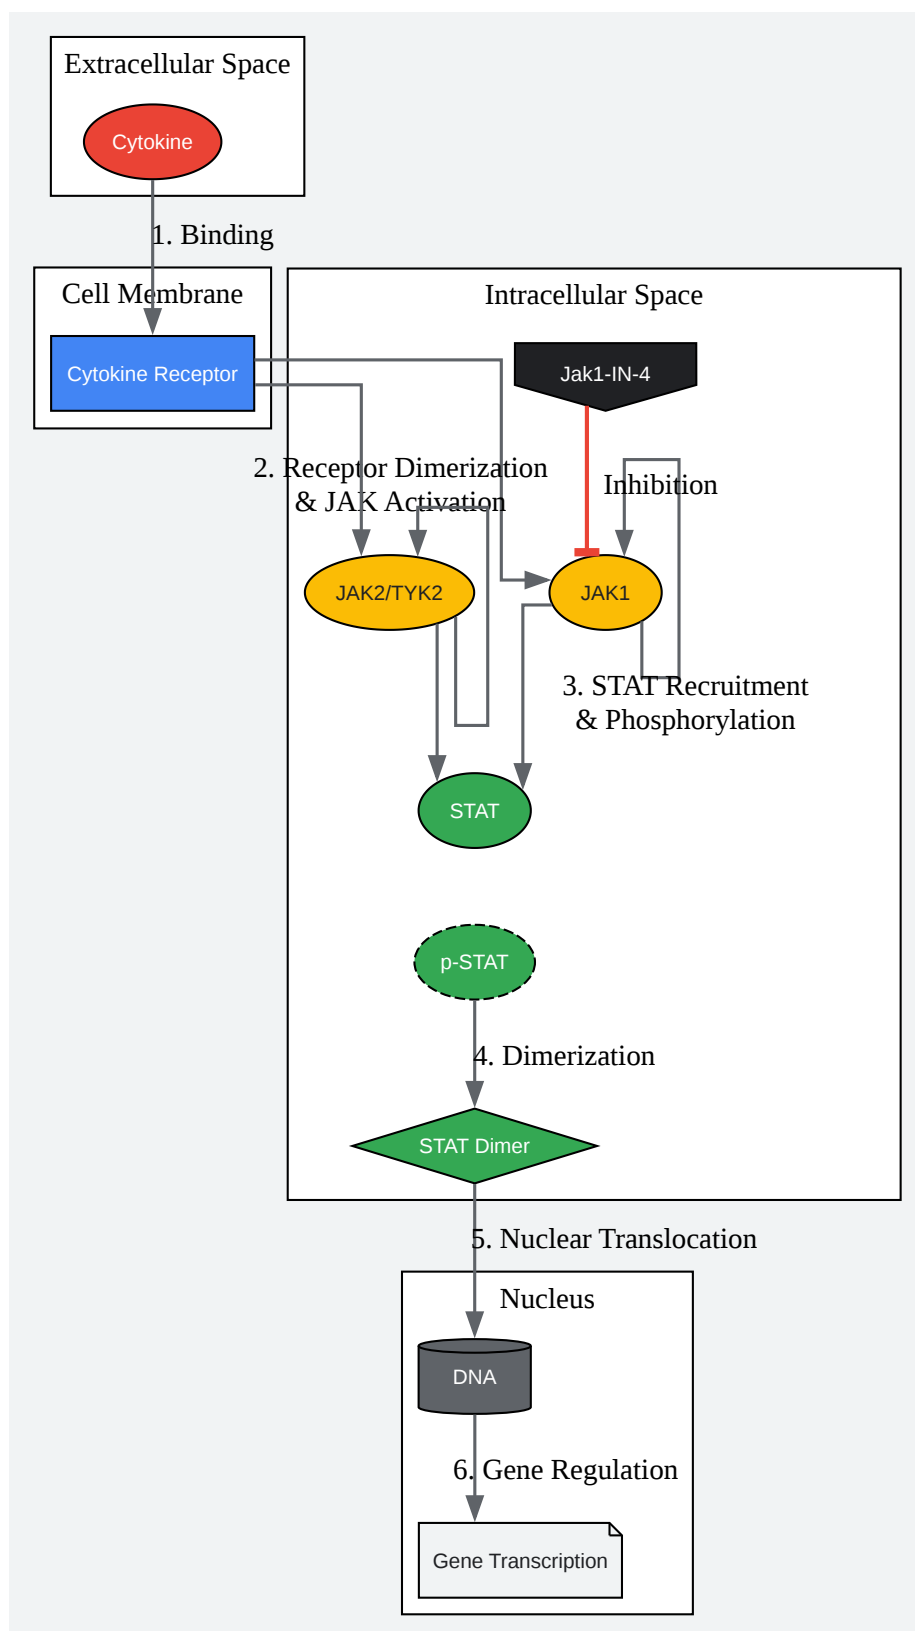 Extracellular Space
Cytokine
1. Binding
Cell Membrane
Cytokine Receptor
Intracellular Space
Jak1-IN-4
2. Receptor Dimerization
& JAK Activation
Inhibition
JAK2/TYK2
JAK1
3. STAT Recruitment
& Phosphorylation
STAT
p-STAT
4. Dimerization
STAT Dimer
5. Nuclear Translocation
Nucleus
DNA
6. Gene Regulation
Gene Transcription